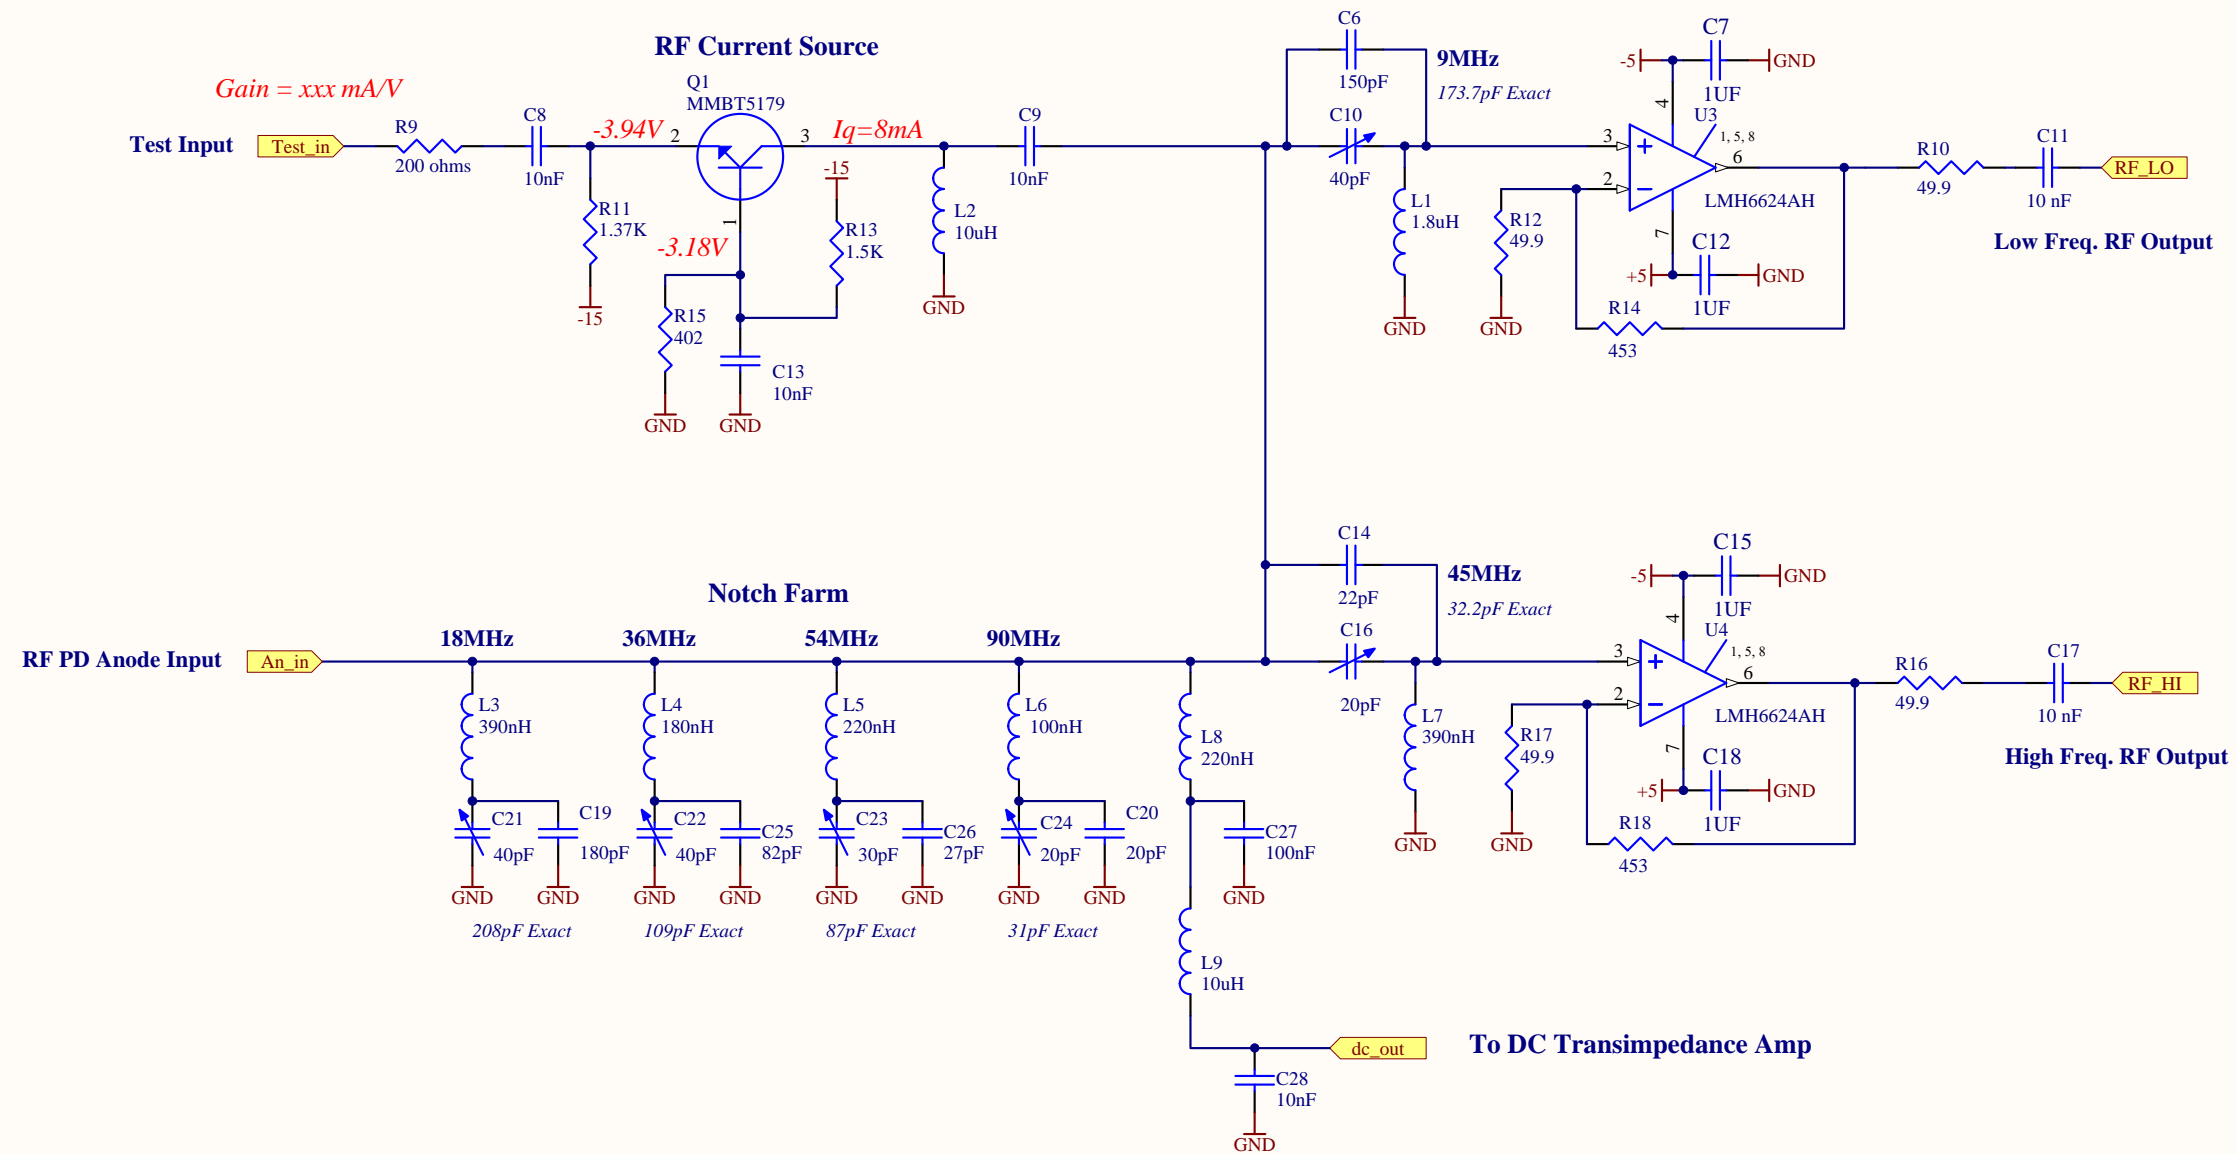 RF Current Source
Gain = xxx mA/V
Test Input
Test_in
R9
200 ohms
C8
10nF
-3.94V
2
Q1
MMBT5179
3
1
Iq=8mA
R11
1.37K
-15
-3.18V
-15
R13
1.5K
R15
402
GND
C13
10nF
GND
L2
10uH
GND
C9
10nF
C6
150pF
9MHz
173.7pF Exact
C10
40pF
L1
1.8uH
GND
R12
49.9
GND
-5
C7
GND
1UF
4
U3
1, 5, 8
3
2
6
LMH6624AH
7
C12
+5
GND
1UF
R14
453
R10
49.9
C11
10 nF
RF_LO
Low Freq. RF Output
Notch Farm
RF PD Anode Input
An_in
18MHz
36MHz
54MHz
90MHz
L3
390nH
L4
180nH
L5
220nH
L6
100nH
L8
220nH
C21
40pF
C19
180pF
C22
40pF
C25
82pF
C23
30pF
C26
27pF
C24
20pF
C20
20pF
C27
100nF
GND
GND
GND
GND
GND
GND
GND
GND
GND
208pF Exact
109pF Exact
87pF Exact
31pF Exact
L9
10uH
dc_out
To DC Transimpedance Amp
C28
10nF
GND
C14
22pF
45MHz
32.2pF Exact
C16
20pF
L7
390nH
GND
R17
49.9
GND
-5
C15
GND
1UF
4
U4
1, 5, 8
3
2
6
LMH6624AH
7
C18
+5
GND
1UF
R18
453
R16
49.9
C17
10 nF
RF_HI
High Freq. RF Output